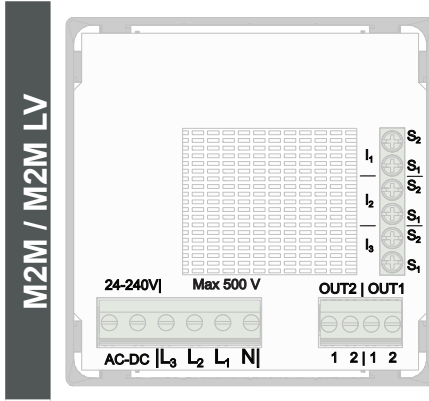 M2M / M2M LV
S2
I1
S1
S2
I2
S1
S2
I3
S1
24-240V| Max 500 V
OUT2 | OUT1
AC-DC |L3 L2 L1 N|
1 2 | 1 2